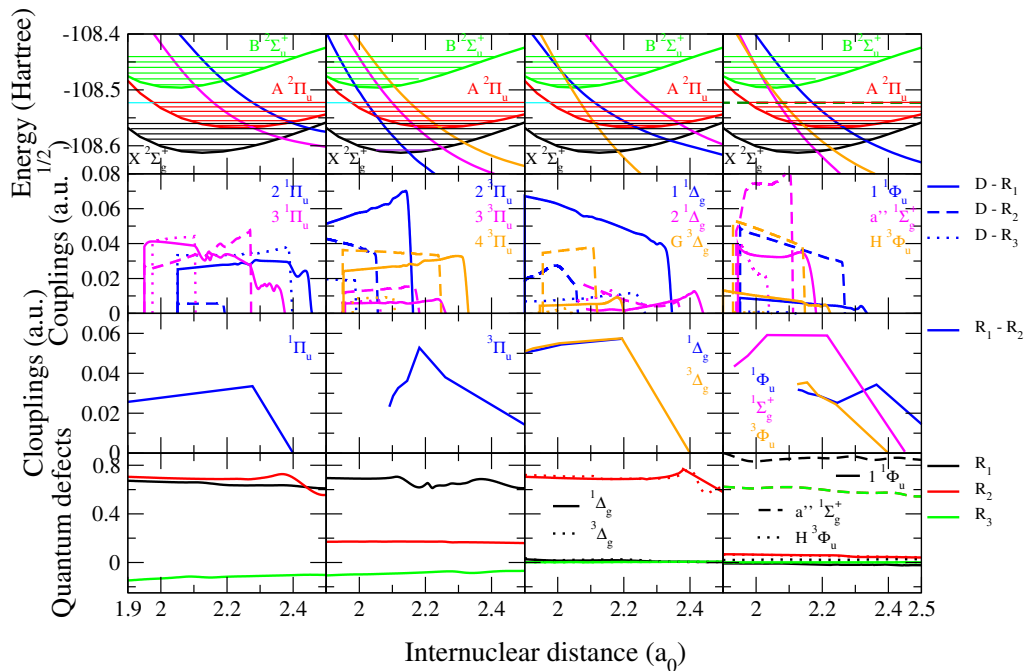 Energy (Hartree)
-108.4
-108.5
-108.6
B ²Σᵤ⁺ B ²Σᵤ⁺ B ²Σᵤ⁺ B ²Σᵤ⁺
A ²Πᵤ A ²Πᵤ A ²Πᵤ A ²Πᵤ
X ²Σg⁺ X ²Σg⁺ X ²Σg⁺ X ²Σg⁺
Couplings (a.u.)^1/2
0.08
0.06
0.04
0.02
0
2 ¹Πᵤ 2 ³Πᵤ 1 ¹Δg 1 ¹Φᵤ
3 ¹Πᵤ 3 ³Πᵤ 2 ¹Δg a'' ¹Σg⁺
4 ³Πᵤ G ³Δg H ³Φᵤ
D - R₁
D - R₂
D - R₃
Clouplings (a.u.)
0.06
0.04
0.02
0
¹Πᵤ ³Πᵤ ¹Δg
³Δg
¹Φᵤ
¹Σg⁺
³Φᵤ
R₁ - R₂
Quantum defects
0.8
0.4
0
¹Δg
³Δg
1 ¹Φᵤ
a'' ¹Σg⁺
H ³Φᵤ
R₁
R₂
R₃
1.9 2 2.2 2.4 2 2.2 2.4 2 2.2 2.4 2 2.2 2.4 2.5
Internuclear distance (a₀)